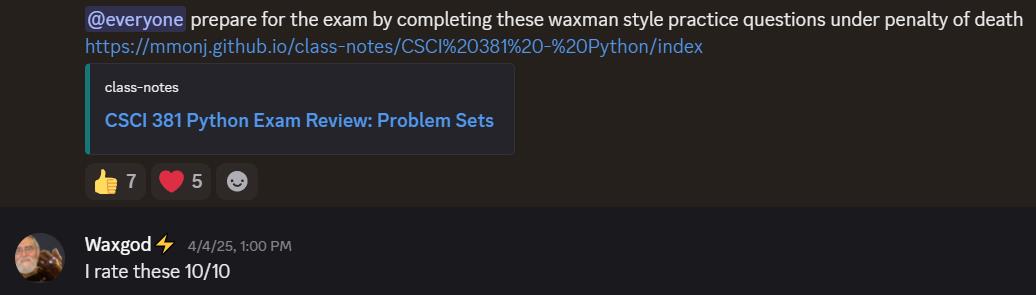 @everyone prepare for the exam by completing these waxman style practice questions under penalty of death
https://mmonj.github.io/class-notes/CSCI%20381%20-%20Python/index
class-notes
CSCI 381 Python Exam Review: Problem Sets
👍 7 ❤️ 5
Waxgod⚡ 4/4/25, 1:00 PM
I rate these 10/10